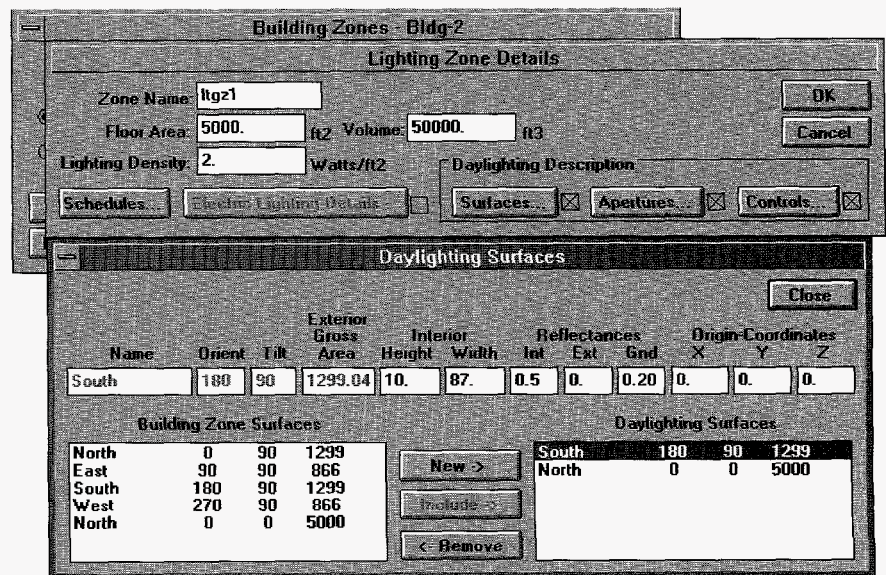 Building Zones - Bldg-2
Lighting Zone Details
Zone Name: ltgz1
OK
Floor Area: 5000. ft2 Volume: 50000. ft3
Cancel
Lighting Density: 2. Watts/ft2
Daylighting Description
Schedules... Electric Lighting Details Surfaces... Apertures... Controls...
Daylighting Surfaces
Close
Exterior
Gross Interior Reflectances Origin-Coordinates
Name Orient Tilt Area Height Width Int Ext Gnd X Y Z
South 180 90 1299.04 10. 87. 0.5 0. 0.20 0. 0. 0.
Building Zone Surfaces
North 0 90 1299
East 90 90 866
South 180 90 1299
West 270 90 866
North 0 0 5000
New ->
Include ->
<- Remove
Daylighting Surfaces
South 180 90 1299
North 0 0 5000